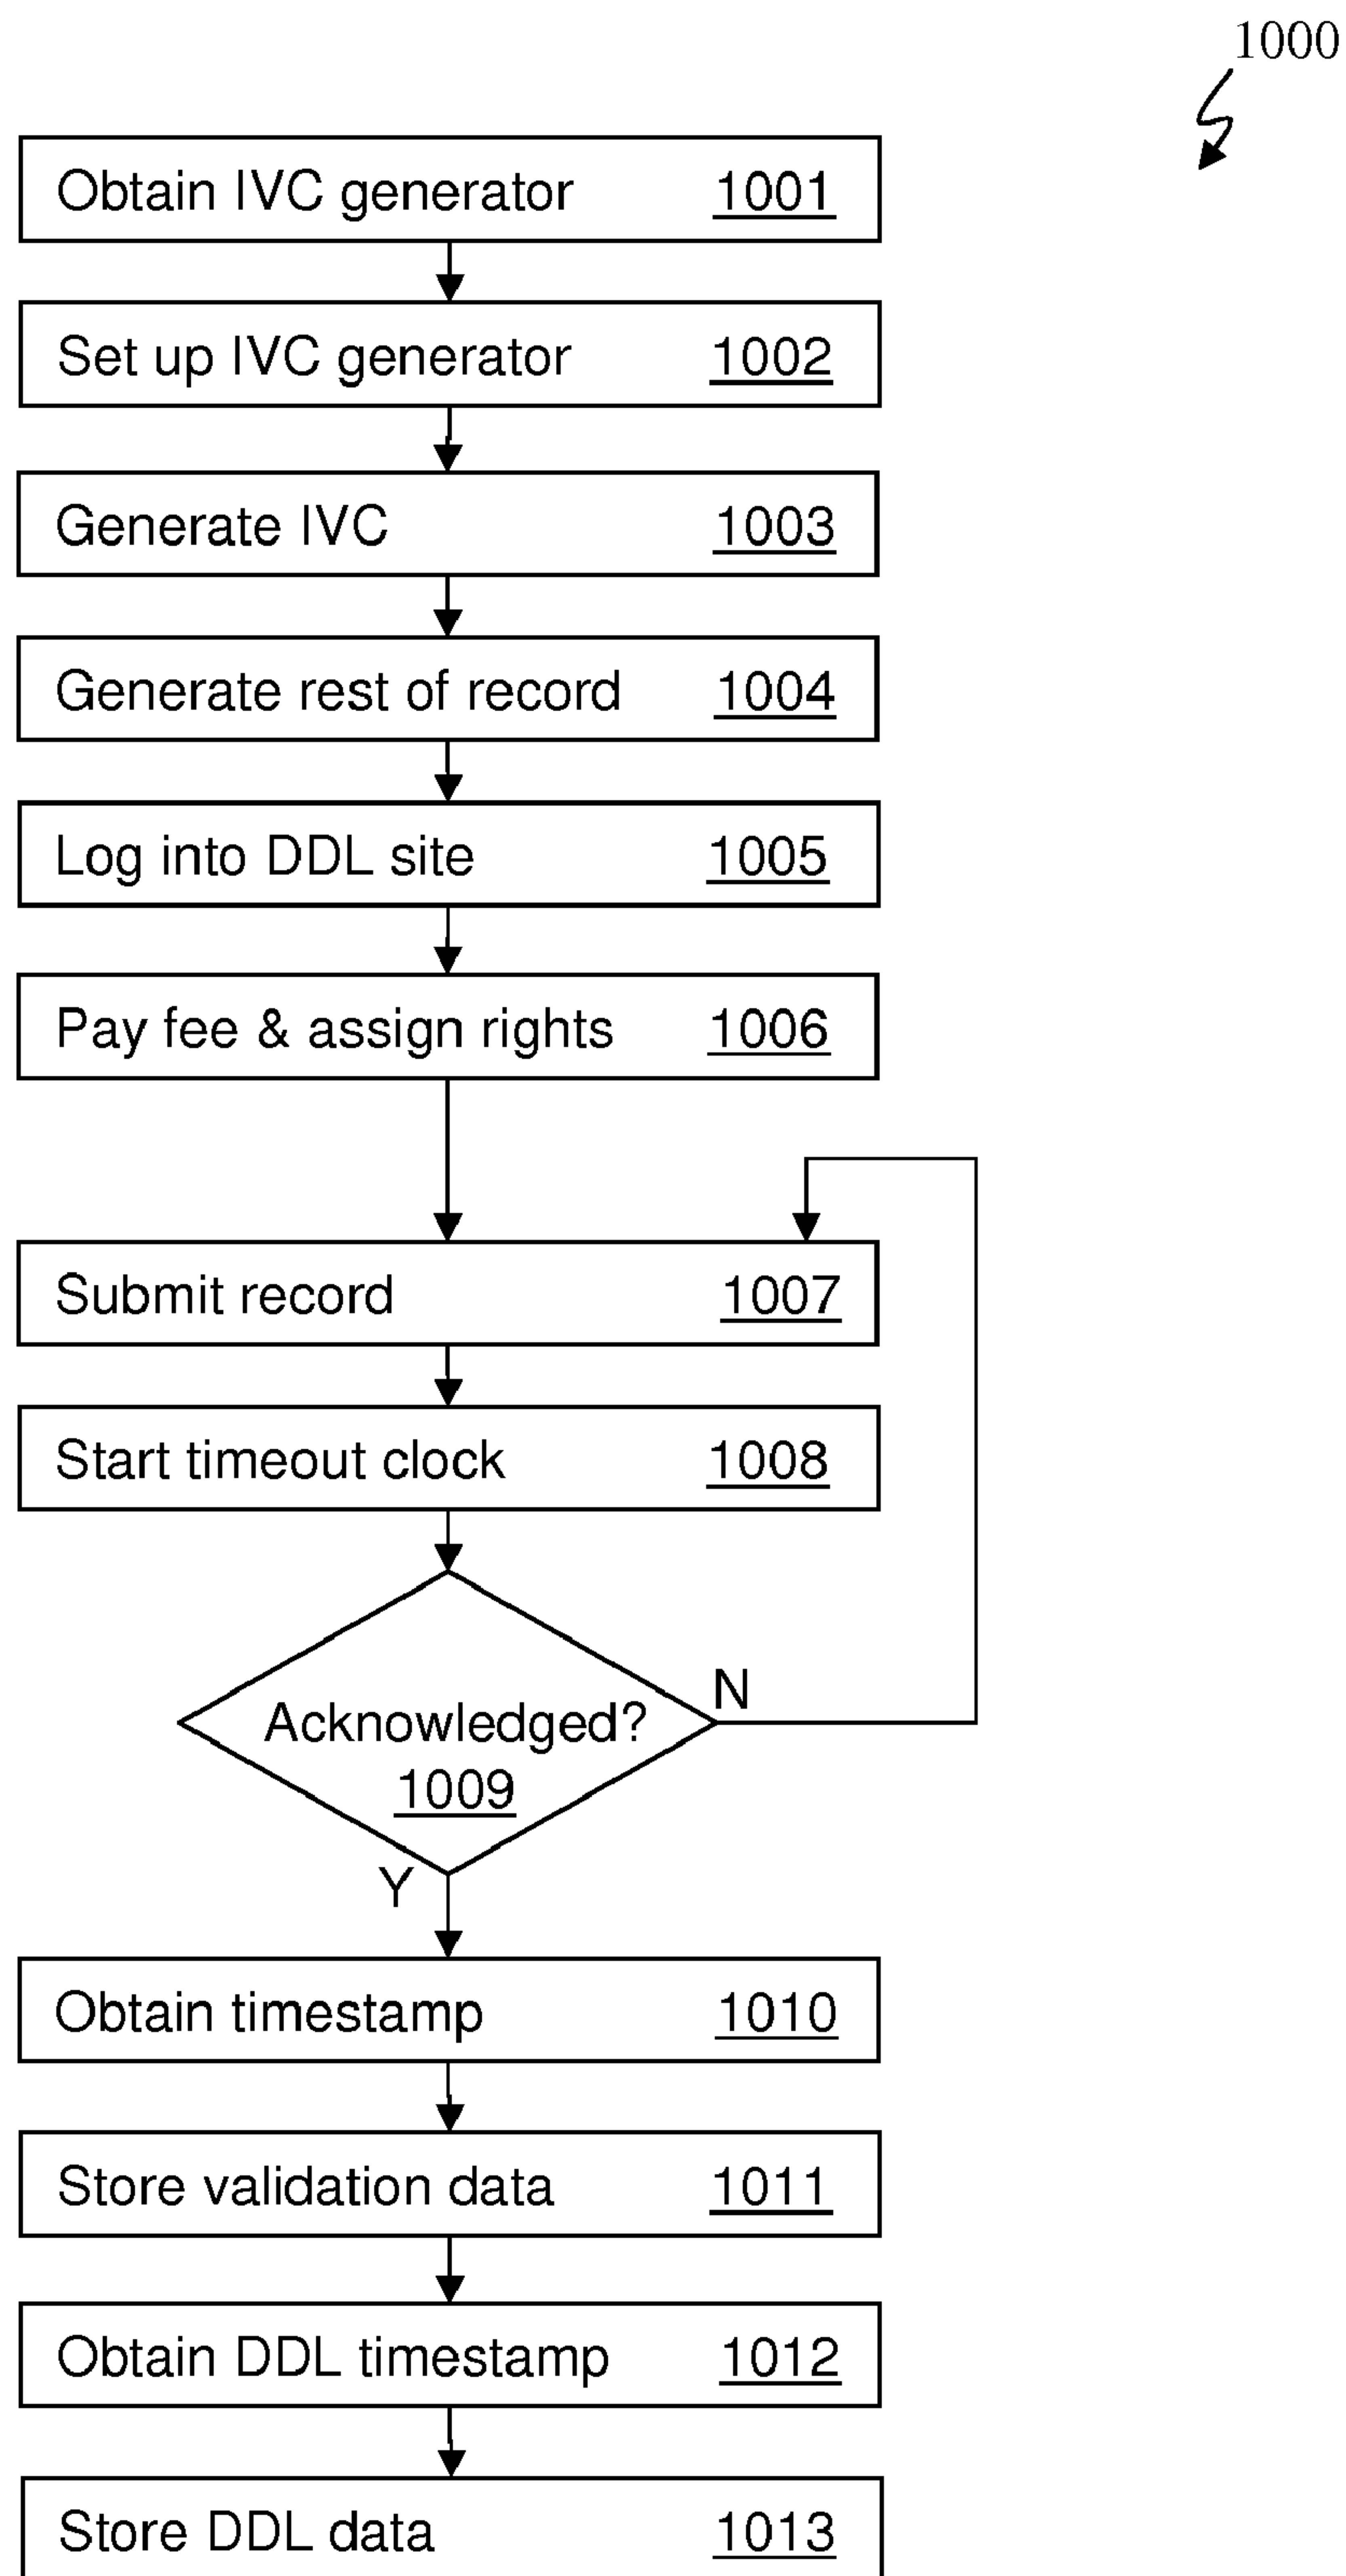 1000
Obtain IVC generator 1001
Set up IVC generator 1002
Generate IVC 1003
Generate rest of record 1004
Log into DDL site 1005
Pay fee & assign rights 1006
Submit record 1007
Start timeout clock 1008
N
Acknowledged?
1009
Y
Obtain timestamp 1010
Store validation data 1011
Obtain DDL timestamp 1012
Store DDL data 1013